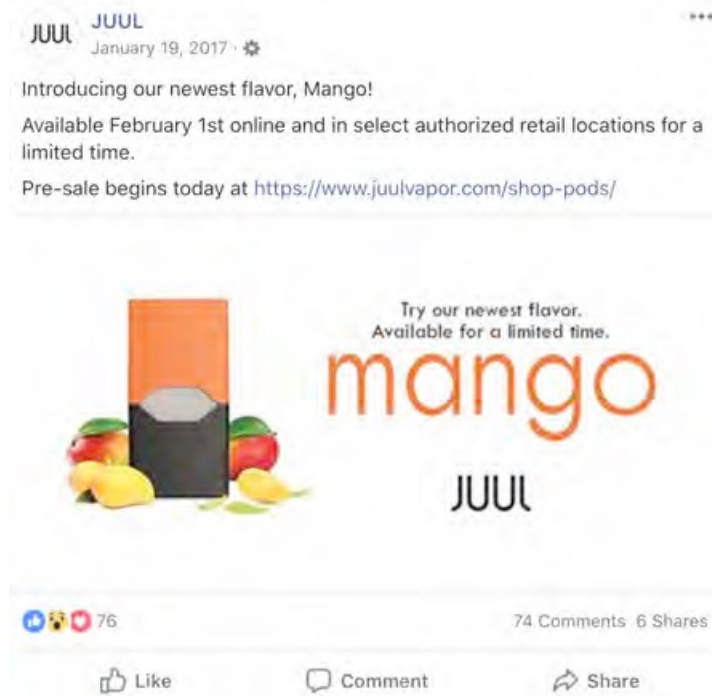 JUUL
JUUL
January 19, 2017 ·
Introducing our newest flavor, Mango!
Available February 1st online and in select authorized retail locations for a
limited time.
Pre-sale begins today at https://www.juulvapor.com/shop-pods/
Try our newest flavor.
Available for a limited time.
mango
JUUL
76
74 Comments 6 Shares
Like
Comment
Share